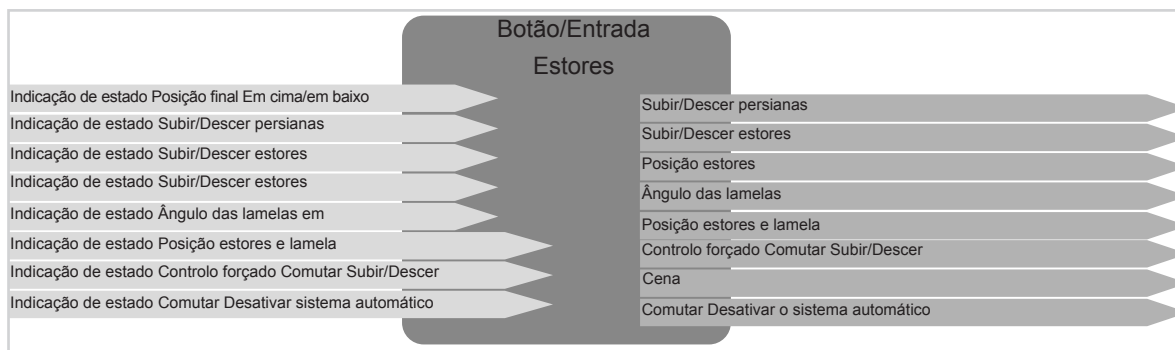 Botão/Entrada
Estores
Indicação de estado Posição final Em cima/em baixo
Indicação de estado Subir/Descer persianas
Indicação de estado Subir/Descer estores
Indicação de estado Subir/Descer estores
Indicação de estado Ângulo das lamelas em
Indicação de estado Posição estores e lamela
Indicação de estado Controlo forçado Comutar Subir/Descer
Indicação de estado Comutar Desativar sistema automático
Subir/Descer persianas
Subir/Descer estores
Posição estores
Ângulo das lamelas
Posição estores e lamela
Controlo forçado Comutar Subir/Descer
Cena
Comutar Desativar o sistema automático